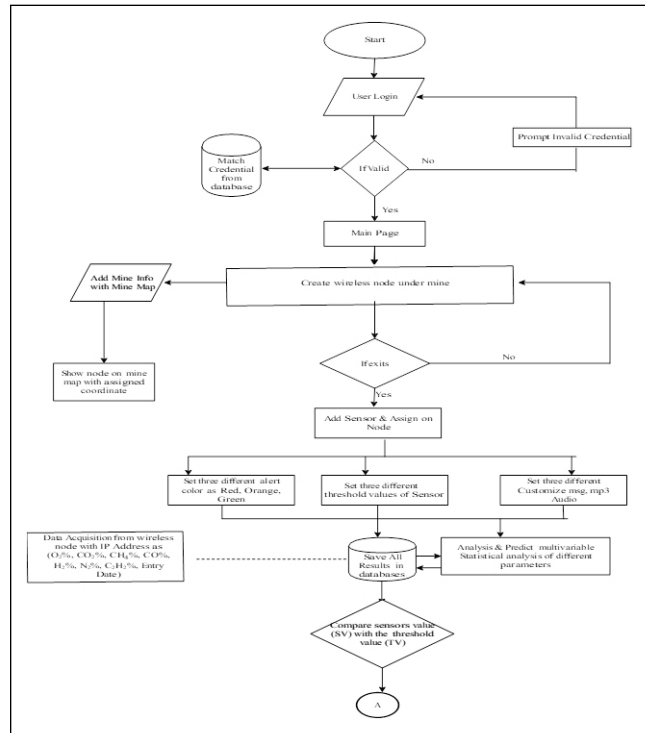 Start
User Login
Prompt Invalid Credential
Match
Credential
from
database
If Valid
No
Yes
Main Page
Add Mine Info
with Mine Map
Create wireless node under mine
Show node on mine
map with assigned
coordinate
If exits
No
Yes
Add Sensor & Assign on
Node
Set three different alert
color as Red, Orange,
Green
Set three different
threshold values of Sensor
Set three different
Customize msg, mp3
Audio
Data Acquisition from wireless
node with IP Address as
(O₂%, CO₂%, CH₄%, CO%,
H₂%, N₂%, C₂H₂%, Entry
Date)
Save All
Results in
databases
Analysis & Predict multivariable
Statistical analysis of different
parameters
Compare sensors value
(SV) with the threshold
value (TV)
A